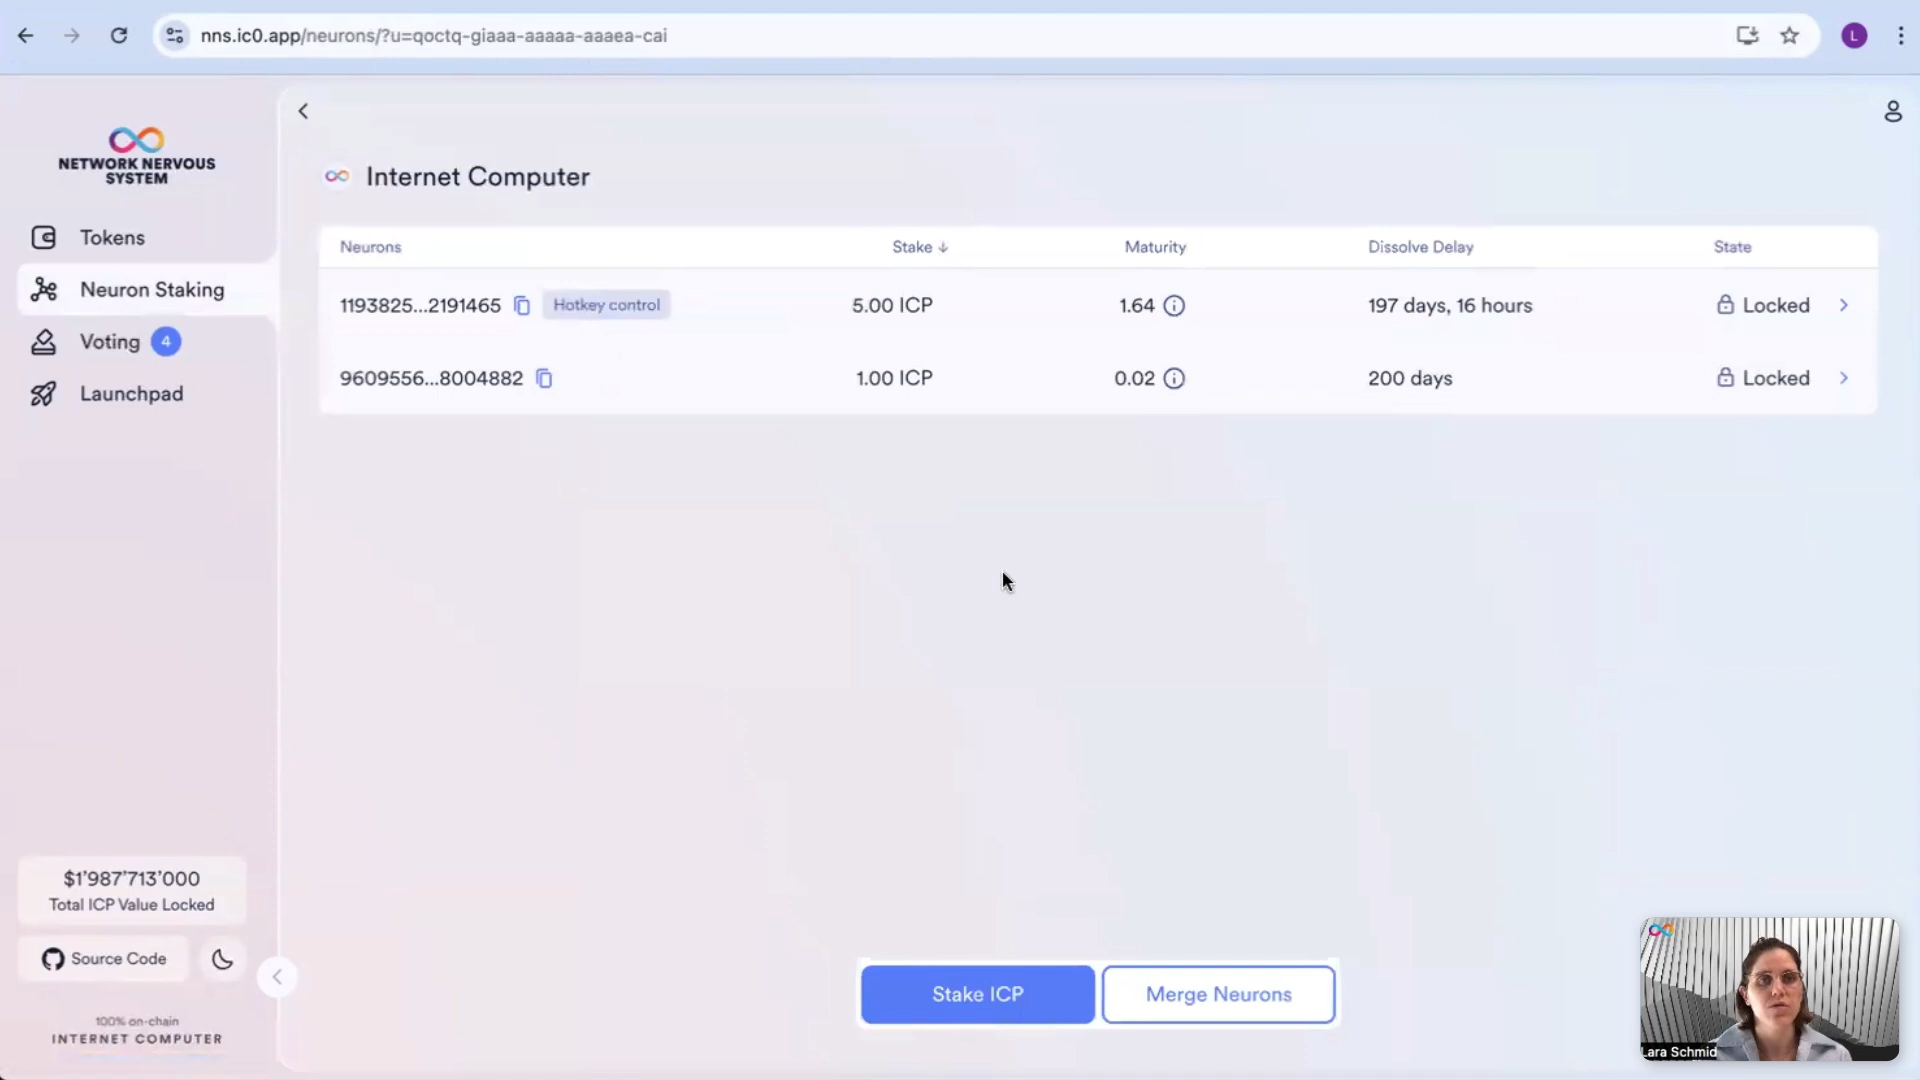 nns.ic0.app/neurons/?u=qoctq-giaaa-aaaaa-aaaea-cai
L
NETWORK NERVOUS
SYSTEM
Tokens
Neuron Staking
Voting 4
Launchpad
Internet Computer
Neurons Stake Maturity Dissolve Delay State
1193825...2191465 Hotkey control 5.00 ICP 1.64 197 days, 16 hours Locked
9609556...8004882 1.00 ICP 0.02 200 days Locked
$1'987'713'000
Total ICP Value Locked
Source Code
100% on-chain
INTERNET COMPUTER
Stake ICP
Merge Neurons
Lara Schmid